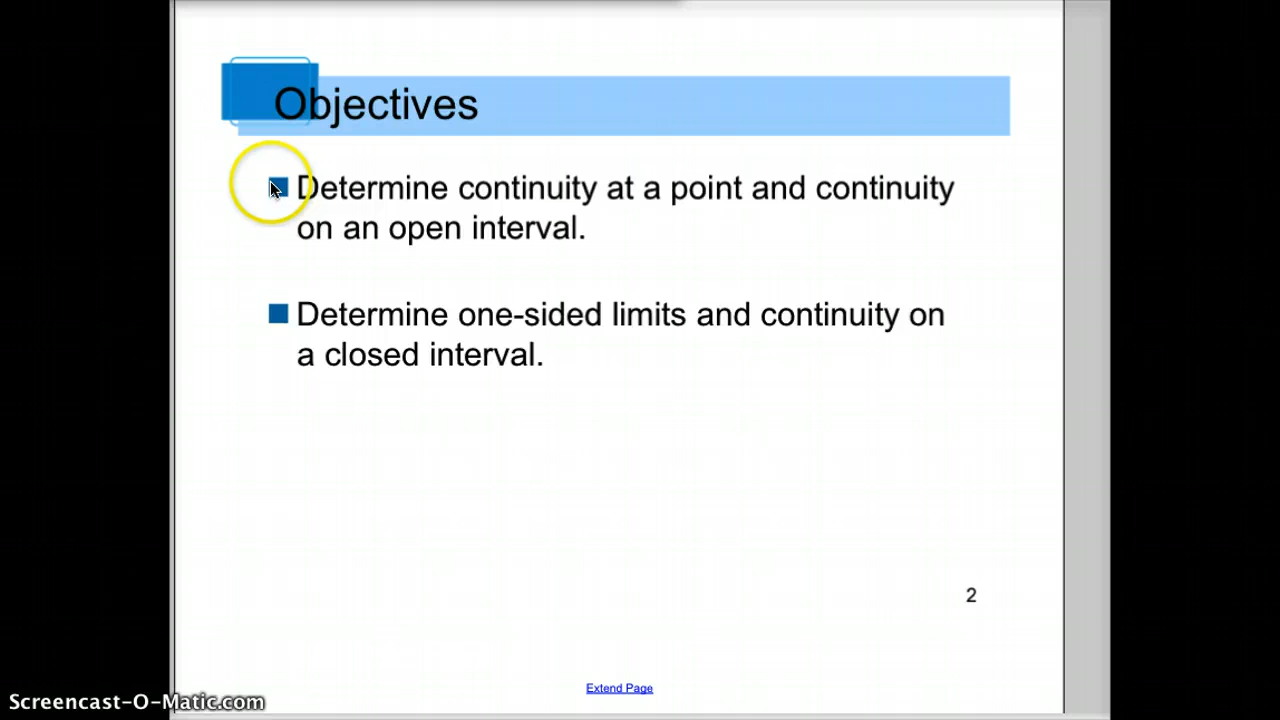 Objectives
Determine continuity at a point and continuity
on an open interval.
Determine one-sided limits and continuity on
a closed interval.
2
Extend Page
Screencast-O-Matic.com